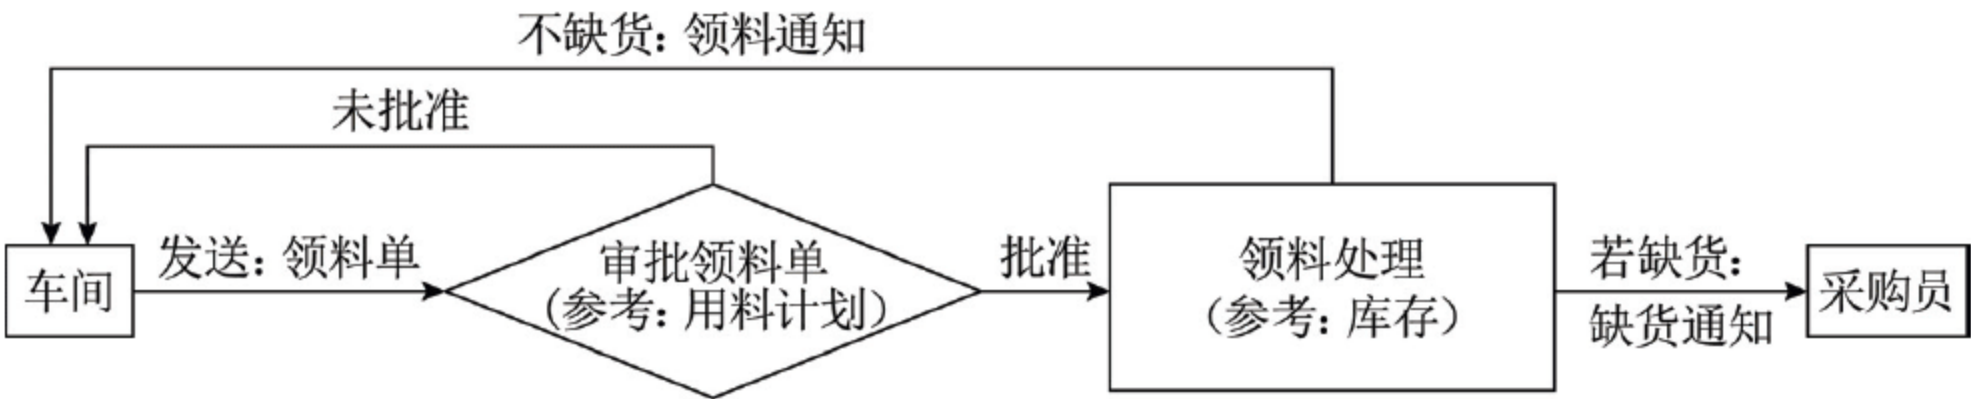 不缺货：领料通知
未批准
车间
发送：领料单
审批领料单
（参考：用料计划）
批准
领料处理
（参考：库存）
若缺货：
缺货通知
采购员